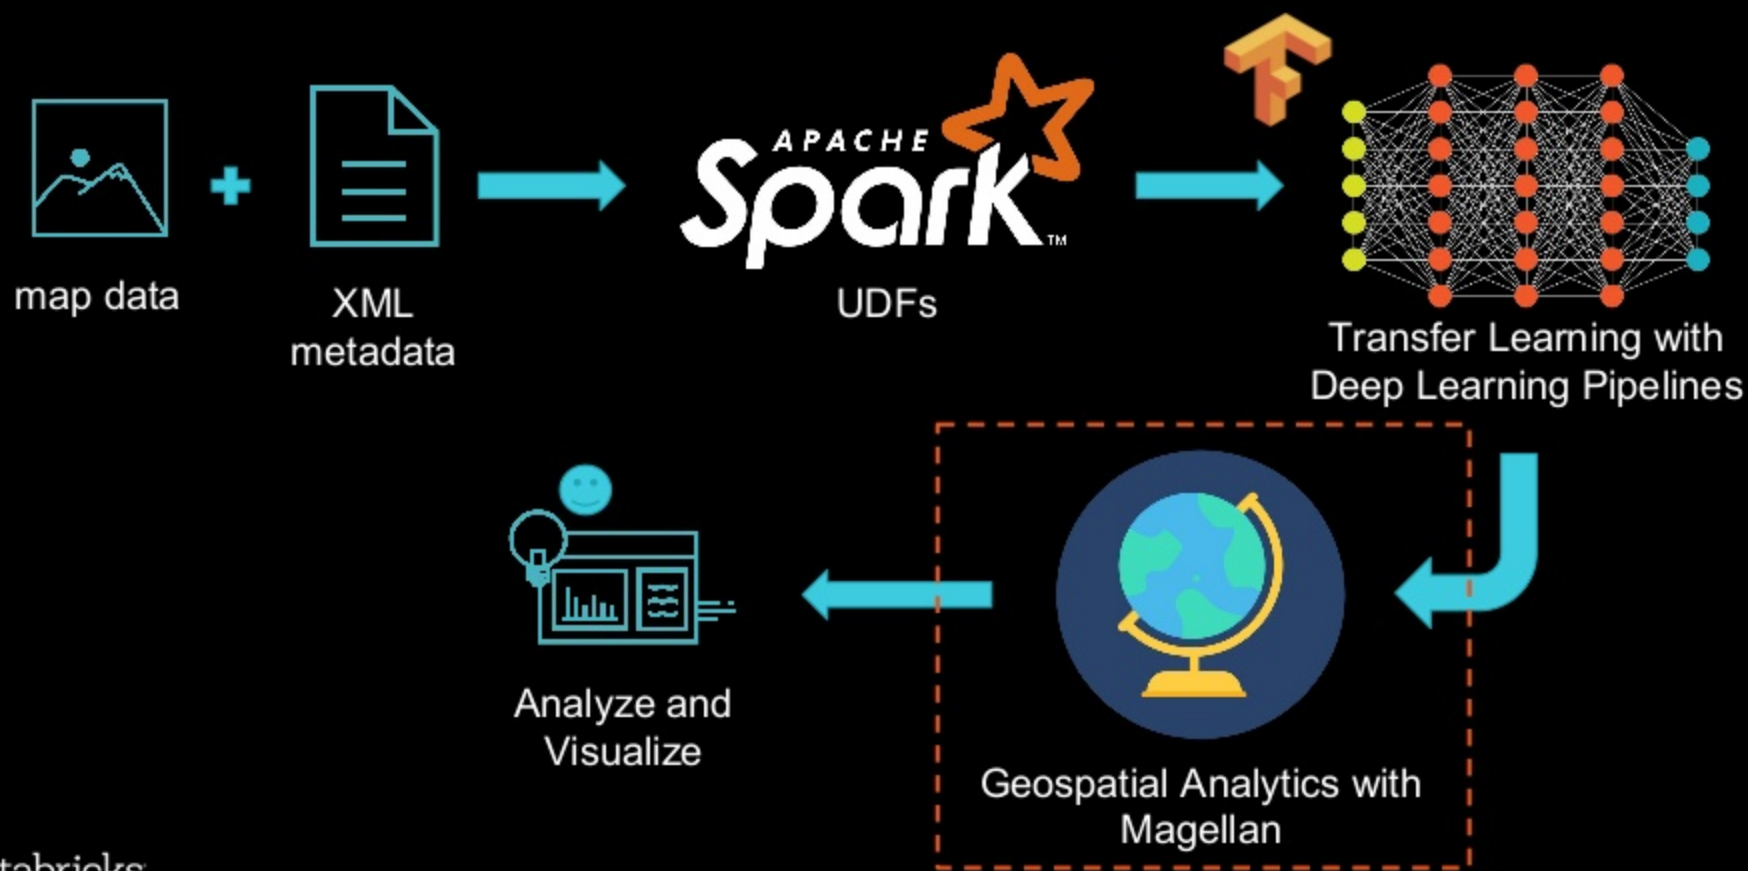 map data
XML
metadata
APACHE
Spark™
UDFs
Transfer Learning with
Deep Learning Pipelines
Analyze and
Visualize
Geospatial Analytics with
Magellan